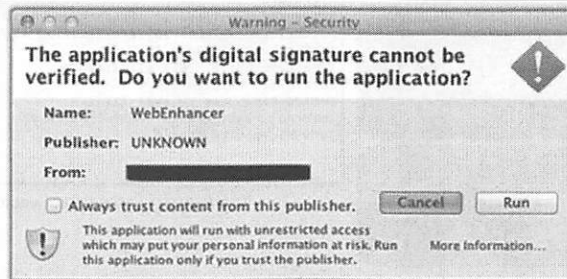 Warning - Security
The application's digital signature cannot be
verified. Do you want to run the application?
Name: WebEnhancer
Publisher: UNKNOWN
From:
Always trust content from this publisher.
Cancel
Run
This application will run with unrestricted access
which may put your personal information at risk. Run
this application only if you trust the publisher.
More Information...